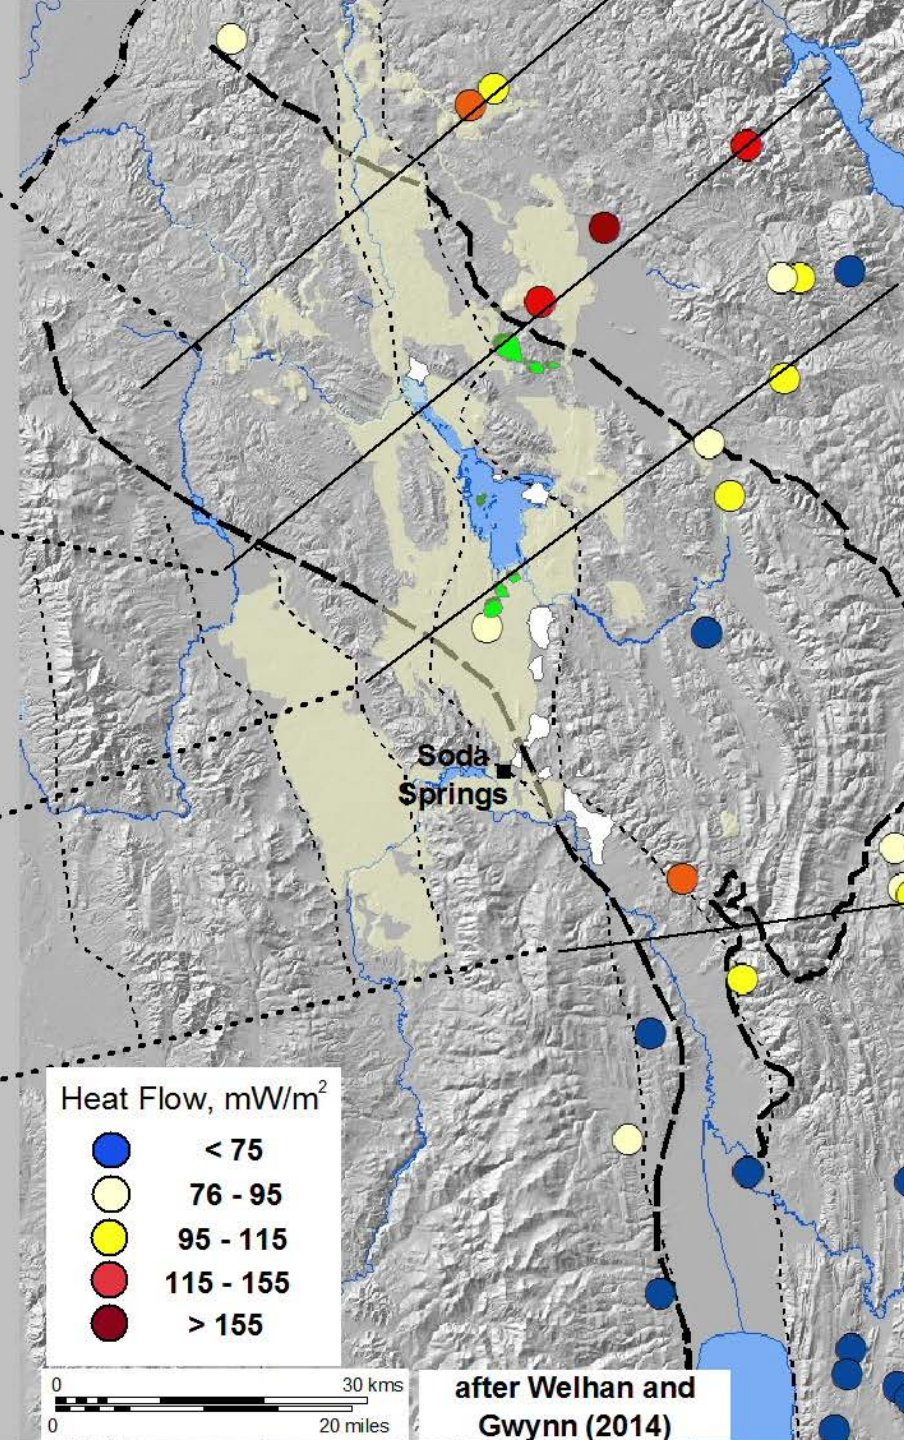 Soda
Springs
Heat Flow, mW/m²
< 75
76 - 95
95 - 115
115 - 155
> 155
0 30 kms
0 20 miles
after Welhan and
Gwynn (2014)